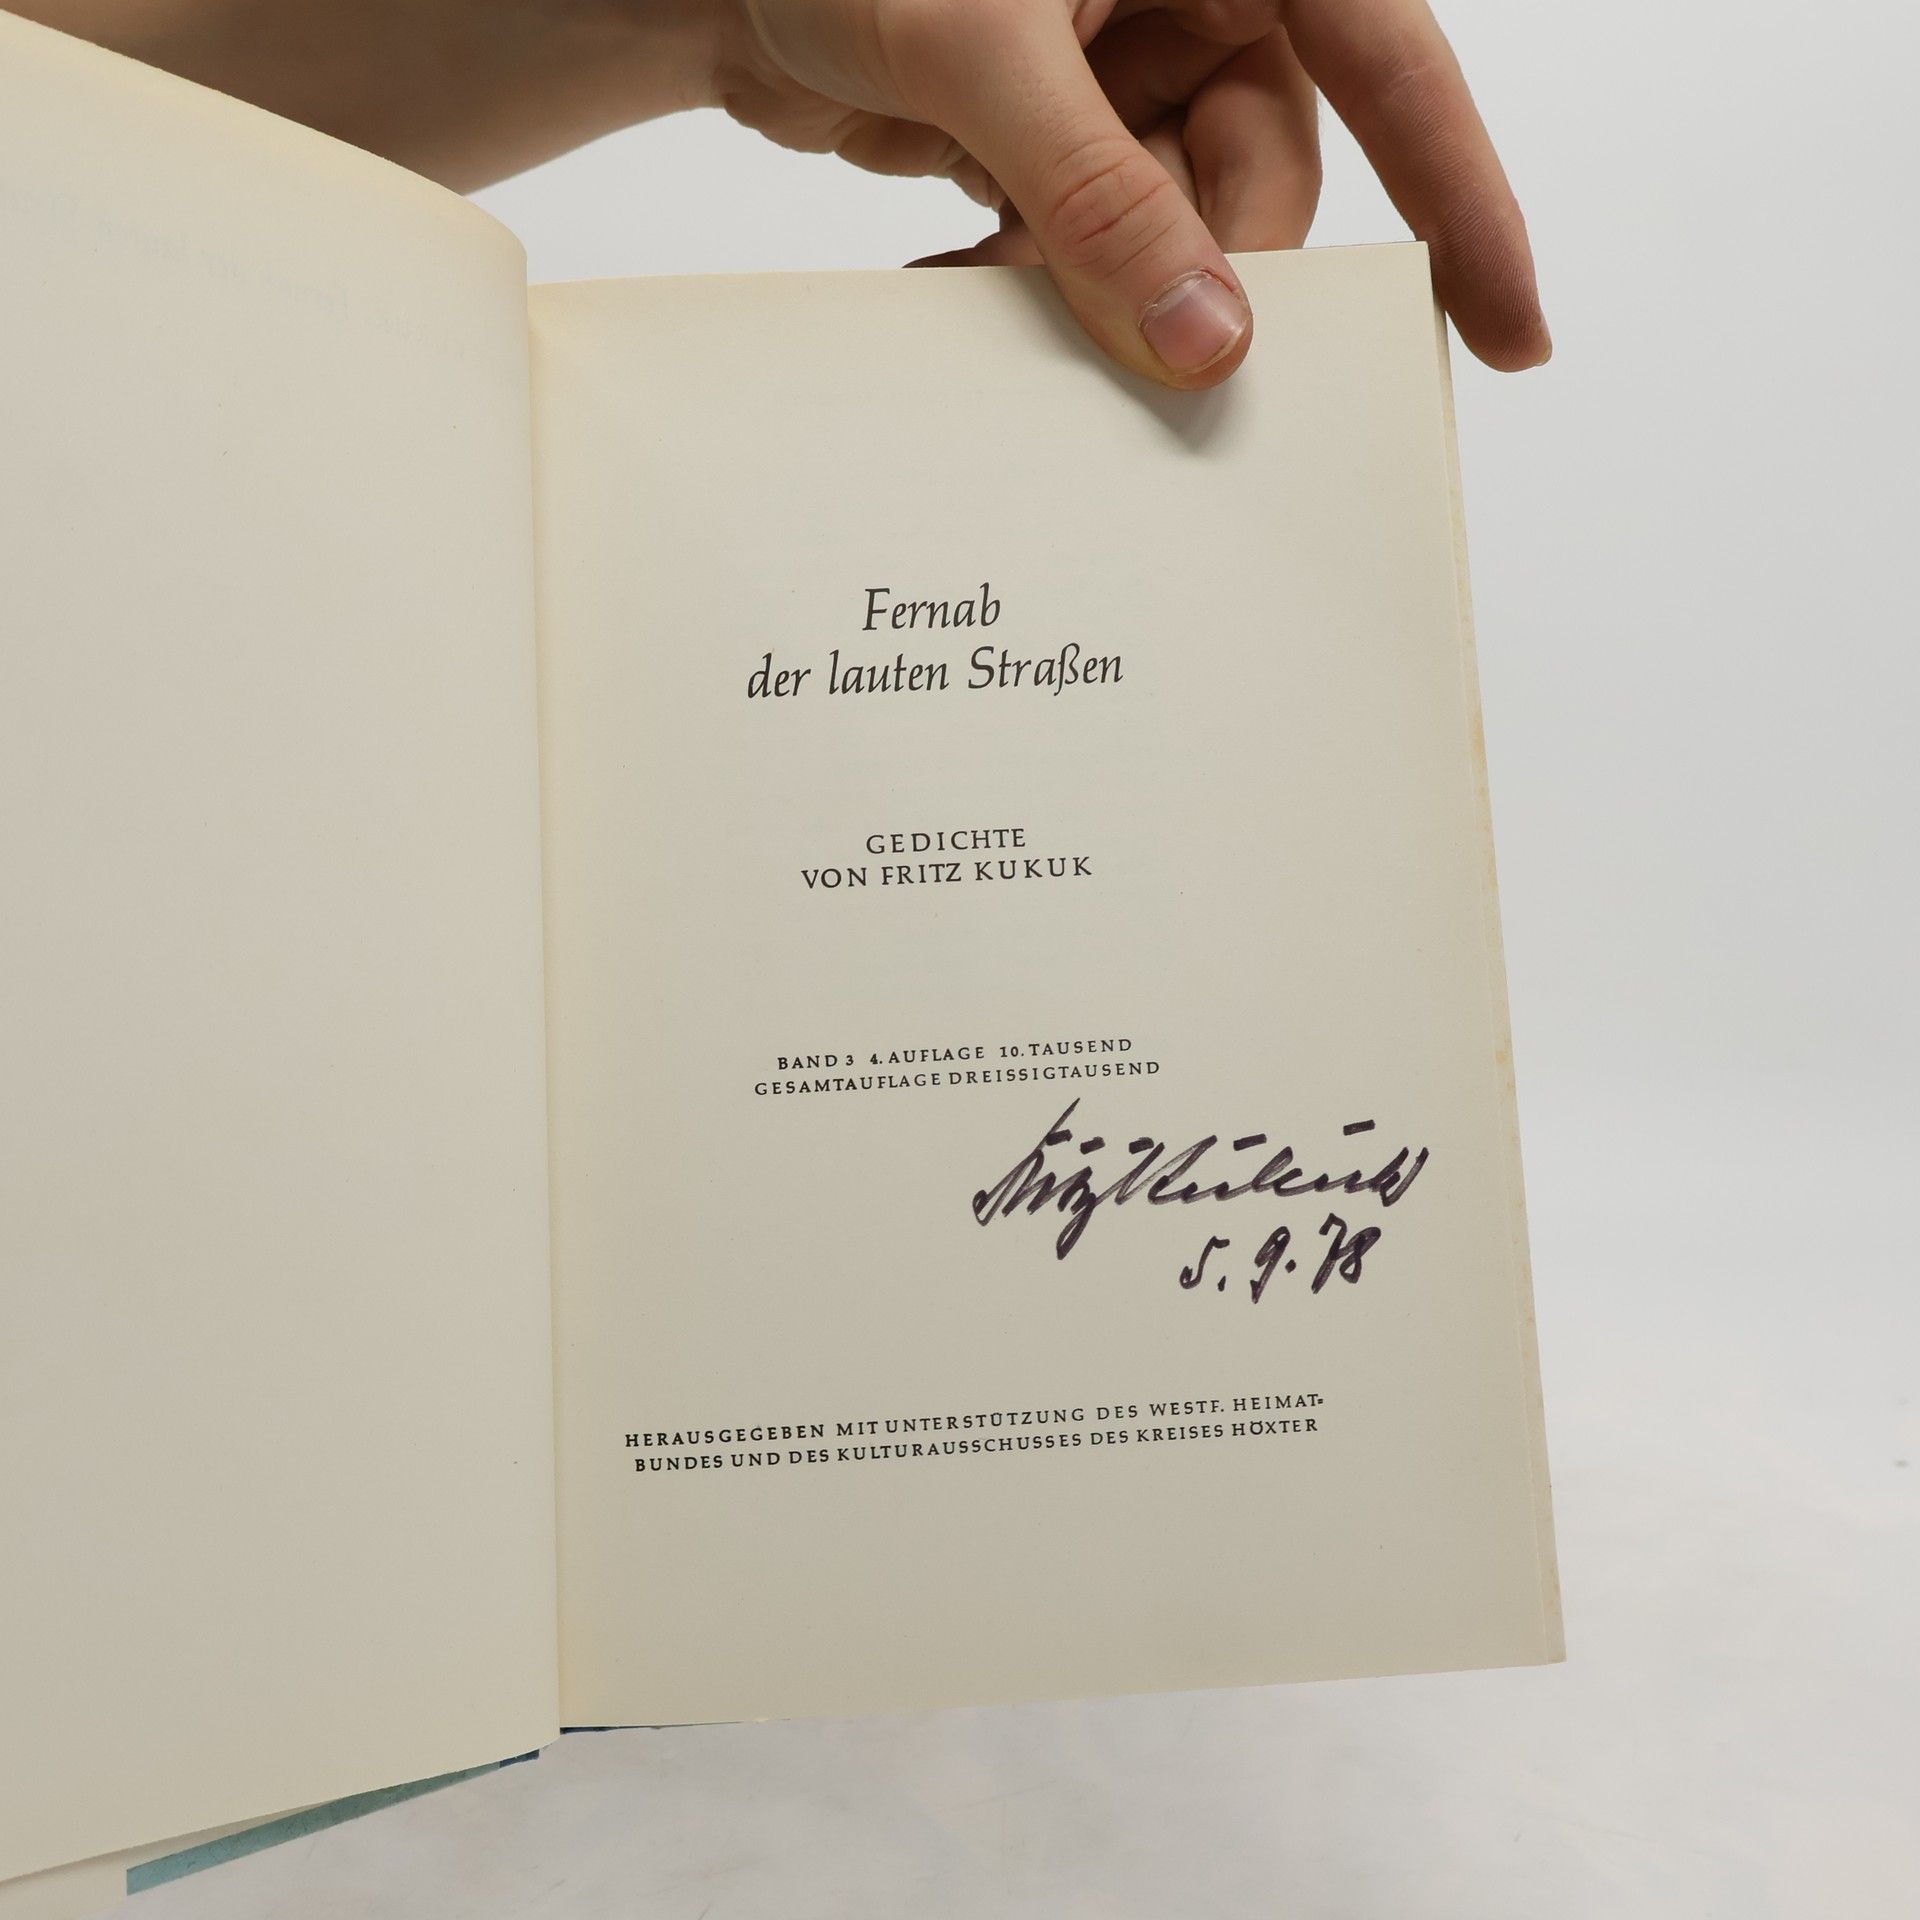 Fernab
der lauten Straßen
GEDICHTE
VON FRITZ KUKUK
BAND 3 4. AUFLAGE 10. TAUSEND
GESAMTAUFLAGE DREISSIGTAUSEND
Fritz Kukuk
5. 9. 78
HERAUSGEGEBEN MIT UNTERSTÜTZUNG DES WESTF. HEIMAT=
BUNDES UND DES KULTURAUSSCHUSSES DES KREISES HÖXTER